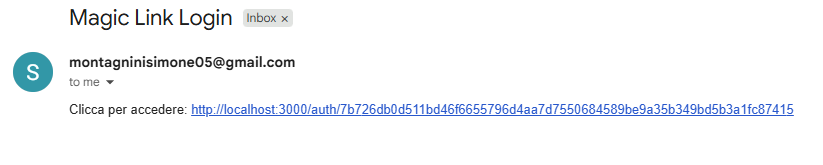 Magic Link Login Inbox ×
S
montagninisimone05@gmail.com
to me
Clicca per accedere: http://localhost:3000/auth/7b726db0d511bd46f6655796d4aa7d7550684589be9a35b349bd5b3a1fc87415